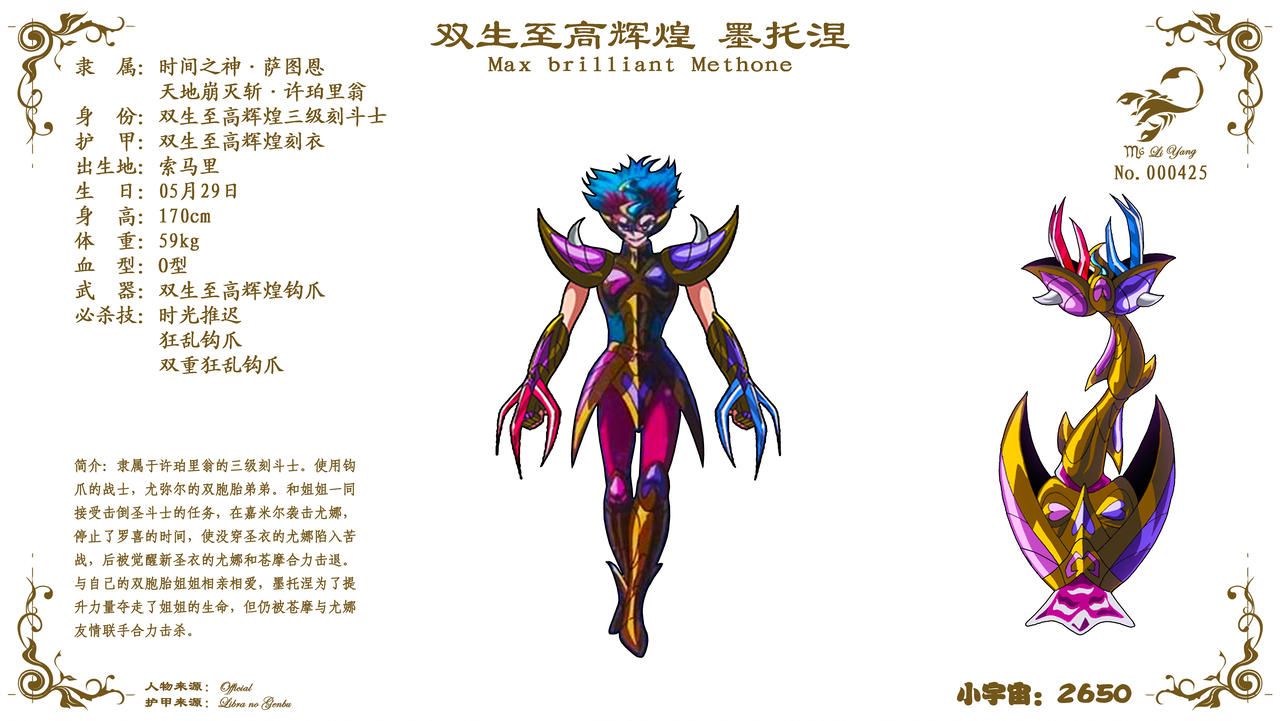 双生至高辉煌 墨托涅
Max brilliant Methone
隶 属：时间之神·萨图恩
天地崩灭斩·许珀里翁
身 份：双生至高辉煌三级刻斗士
护 甲：双生至高辉煌刻衣
出生地：索马里
生 日：05月29日
身 高：170cm
体 重：59kg
血 型：O型
武 器：双生至高辉煌钩爪
必杀技：时光推迟
狂乱钩爪
双重狂乱钩爪
Mc Li Yang
No.000425
简介：隶属于许珀里翁的三级刻斗士。使用钩
爪的战士，尤弥尔的双胞胎弟弟。和姐姐一同
接受击倒圣斗士的任务，在嘉米尔袭击尤娜，
停止了罗喜的时间，使没穿圣衣的尤娜陷入苦
战，后被觉醒新圣衣的尤娜和苍摩合力击退。
与自己的双胞胎姐姐相亲相爱，墨托涅为了提
升力量夺走了姐姐的生命，但仍被苍摩与尤娜
友情联手合力击杀。
人物来源：Official
护甲来源：Libra no Genbu
小宇宙：2650